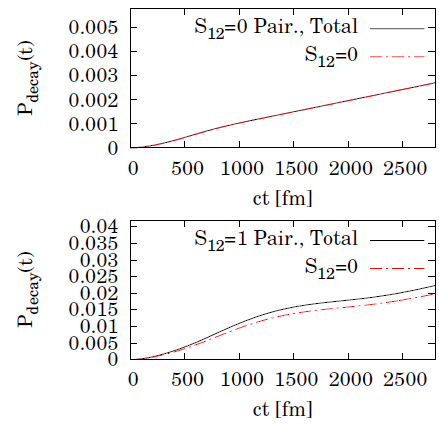 S12=0 Pair., Total
S12=0
Pdecay(t)
0.005
0.004
0.003
0.002
0.001
0
0 500 1000 1500 2000 2500
ct [fm]
S12=1 Pair., Total
S12=0
Pdecay(t)
0.04
0.035
0.03
0.025
0.02
0.015
0.01
0.005
0
0 500 1000 1500 2000 2500
ct [fm]